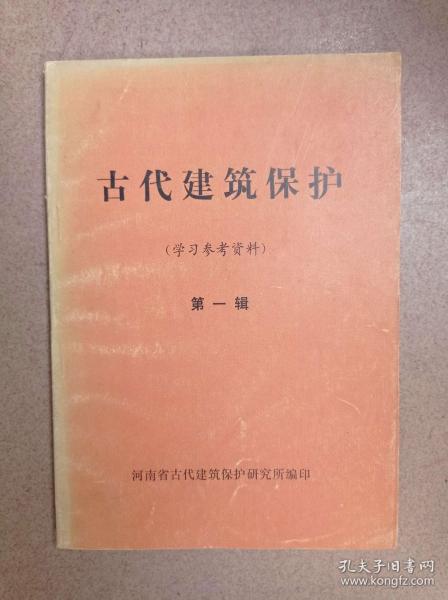 古代建筑保护
(学习参考资料)
第一辑
河南省古代建筑保护研究所编印
孔夫子旧书网
www.kongfz.com